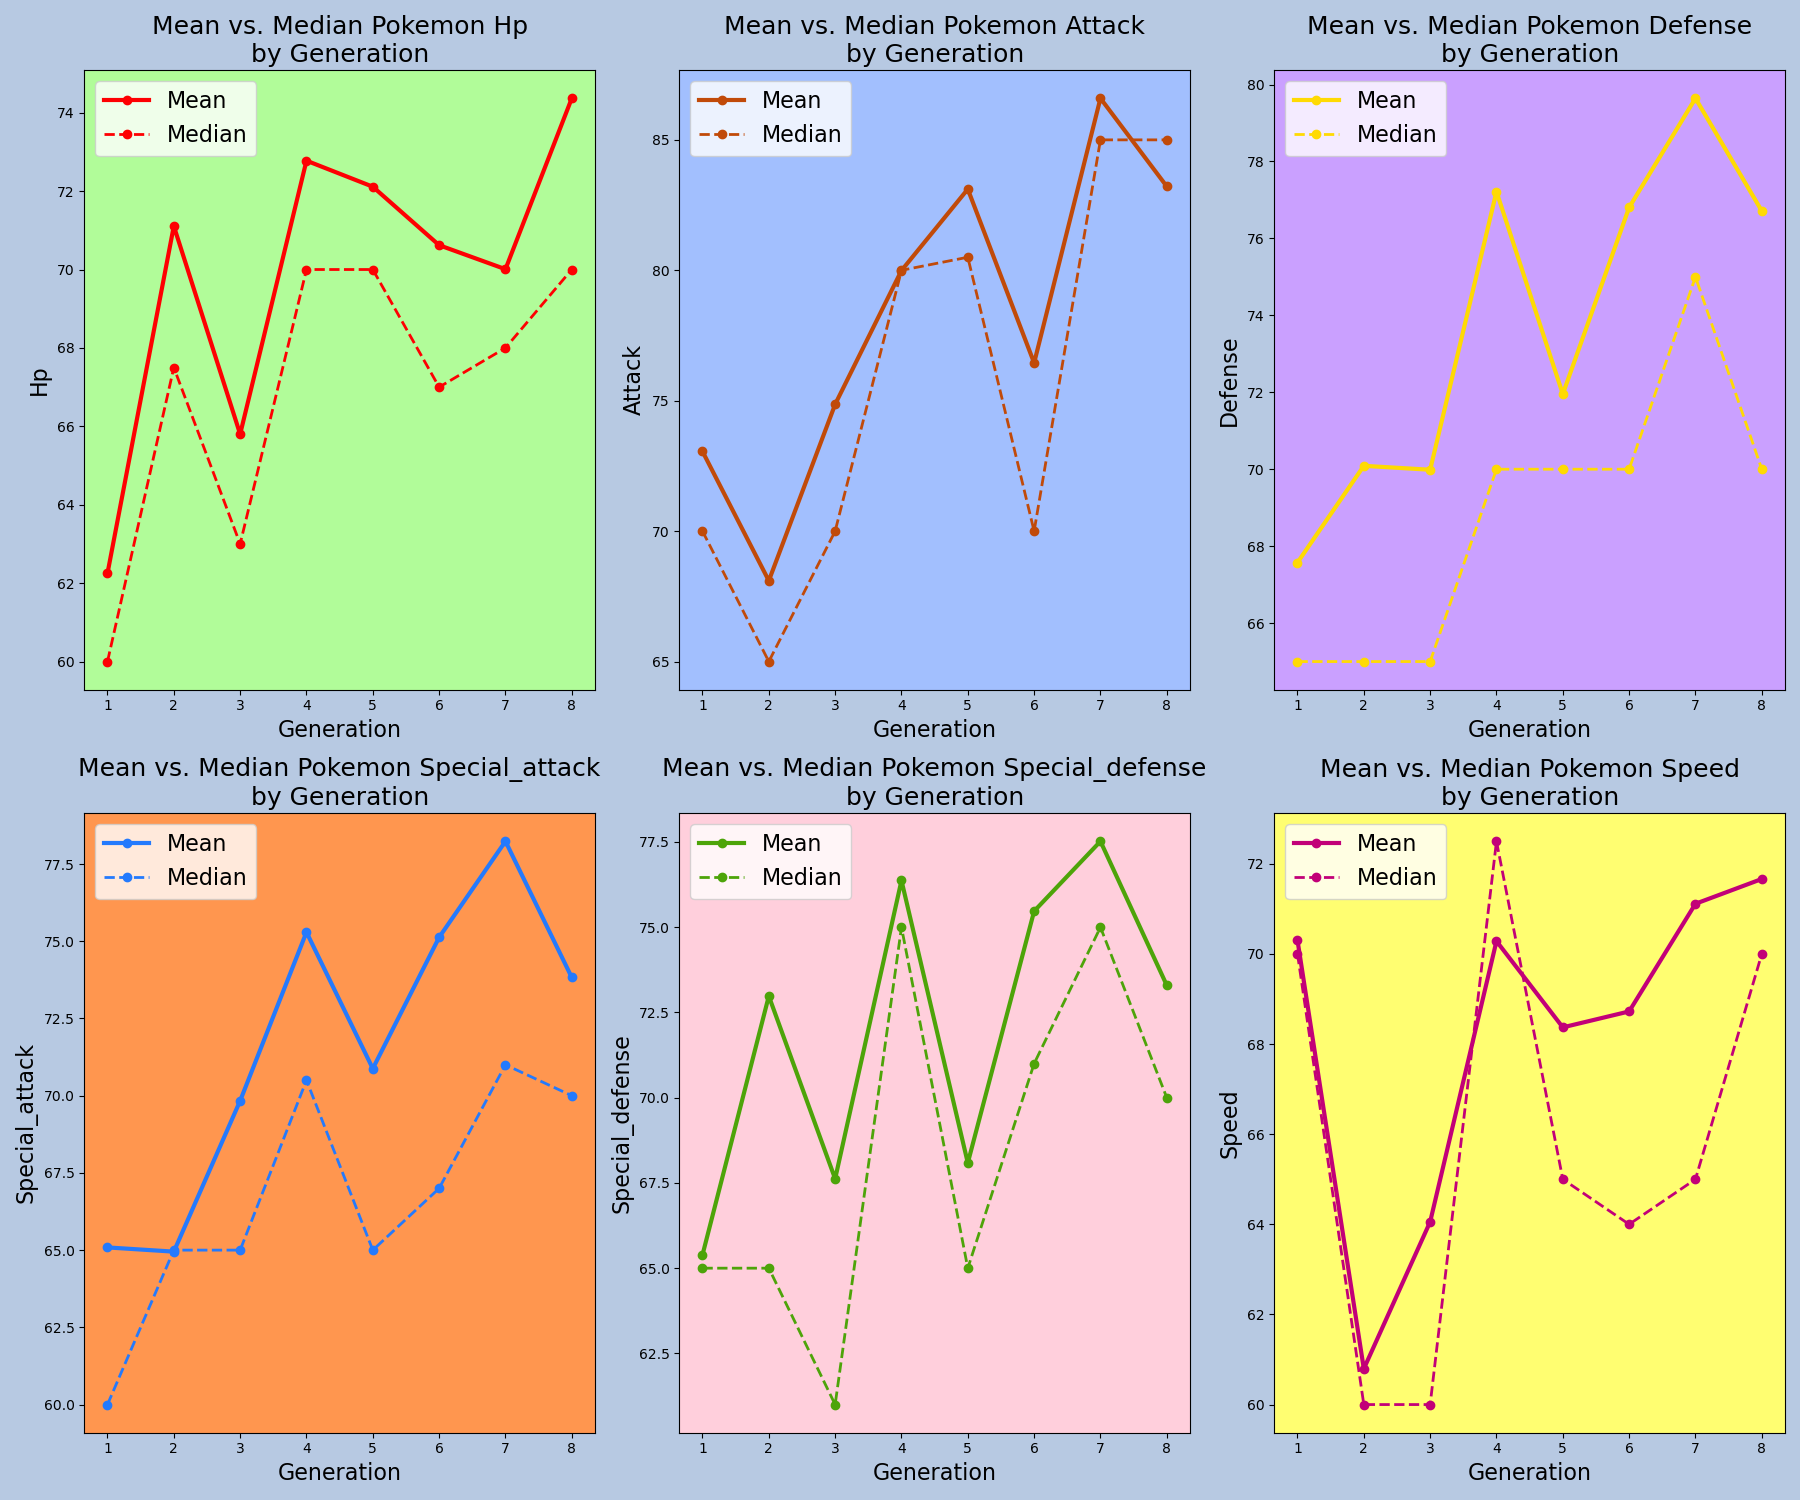 Mean vs. Median Pokemon Hp
by Generation
Mean
Median
74
72
70
68
66
64
62
60
Hp
1 2 3 4 5 6 7 8
Generation
Mean vs. Median Pokemon Attack
by Generation
Mean
Median
85
80
75
70
65
Attack
1 2 3 4 5 6 7 8
Generation
Mean vs. Median Pokemon Defense
by Generation
Mean
Median
80
78
76
74
72
70
68
66
Defense
1 2 3 4 5 6 7 8
Generation
Mean vs. Median Pokemon Special_attack
by Generation
Mean
Median
77.5
75.0
72.5
70.0
67.5
65.0
62.5
60.0
Special_attack
1 2 3 4 5 6 7 8
Generation
Mean vs. Median Pokemon Special_defense
by Generation
Mean
Median
77.5
75.0
72.5
70.0
67.5
65.0
62.5
Special_defense
1 2 3 4 5 6 7 8
Generation
Mean vs. Median Pokemon Speed
by Generation
Mean
Median
72
70
68
66
64
62
60
Speed
1 2 3 4 5 6 7 8
Generation